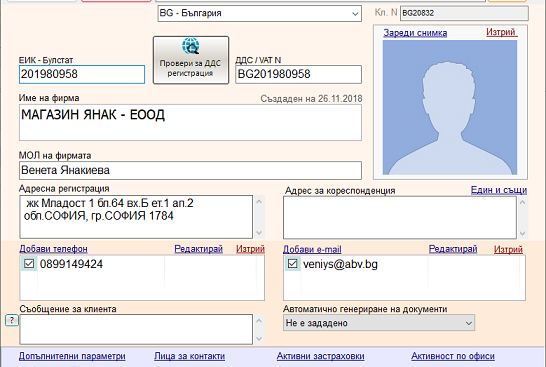 BG - България
Кл. N BG20832
Зареди снимка Изтрий
ЕИК - Булстат
201980958
Провери за ДДС
регистрация
ДДС / VAT N
BG201980958
Име на фирма
Създаден на 26.11.2018
МАГАЗИН ЯНАК - ЕООД
МОЛ на фирмата
Венета Янакиева
Адресна регистрация
жк Младост 1 бл.64 вх.Б ет.1 ап.2
обл.СОФИЯ, гр.СОФИЯ 1784
Адрес за кореспонденция Един и същи
Добави телефон Редактирай Изтрий
0899149424
Добави e-mail Редактирай Изтрий
veniys@abv.bg
Съобщение за клиента
?
Автоматично генериране на документи
Не е зададено
Допълнителни параметри Лица за контакти Активни застраховки Активност по офиси